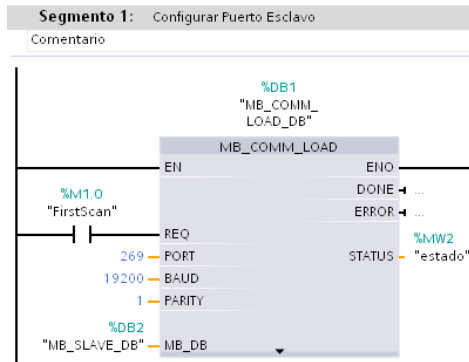 Segmento 1: Configurar Puerto Esclavo
Comentario
%DB1
"MB_COMM_
LOAD_DB"
MB_COMM_LOAD
EN ENO
DONE ...
%M1.0
"FirstScan"
ERROR ...
REQ
%MW2
269 PORT STATUS "estado"
19200 BAUD
1 PARITY
%DB2
"MB_SLAVE_DB" MB_DB